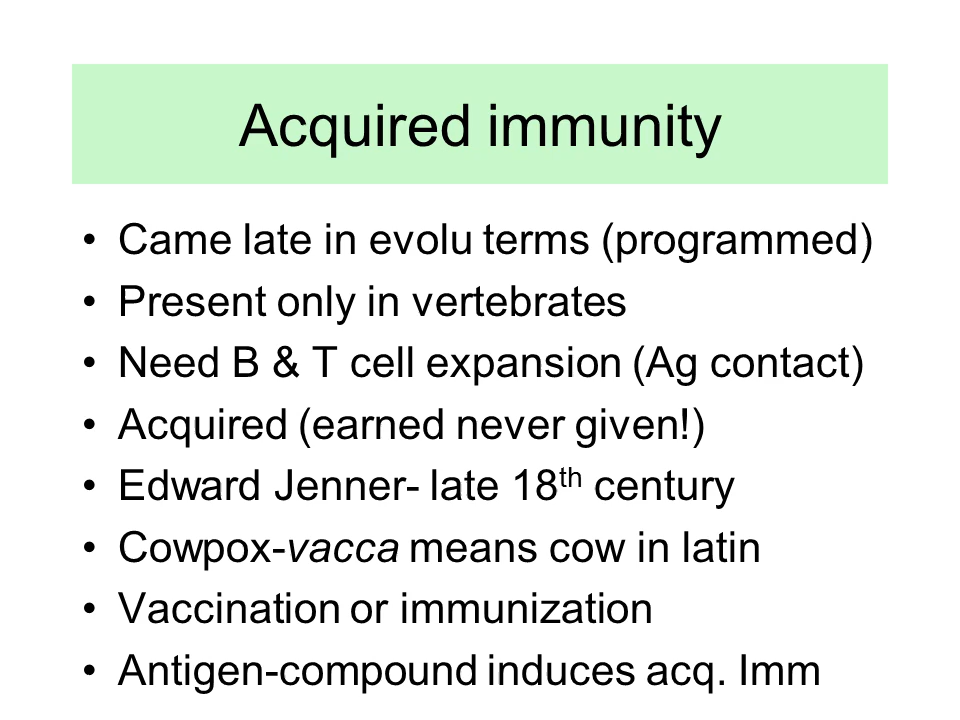 Acquired immunity
• Came late in evolu terms (programmed)
• Present only in vertebrates
• Need B & T cell expansion (Ag contact)
• Acquired (earned never given!)
• Edward Jenner- late 18th century
• Cowpox-vacca means cow in latin
• Vaccination or immunization
• Antigen-compound induces acq. Imm